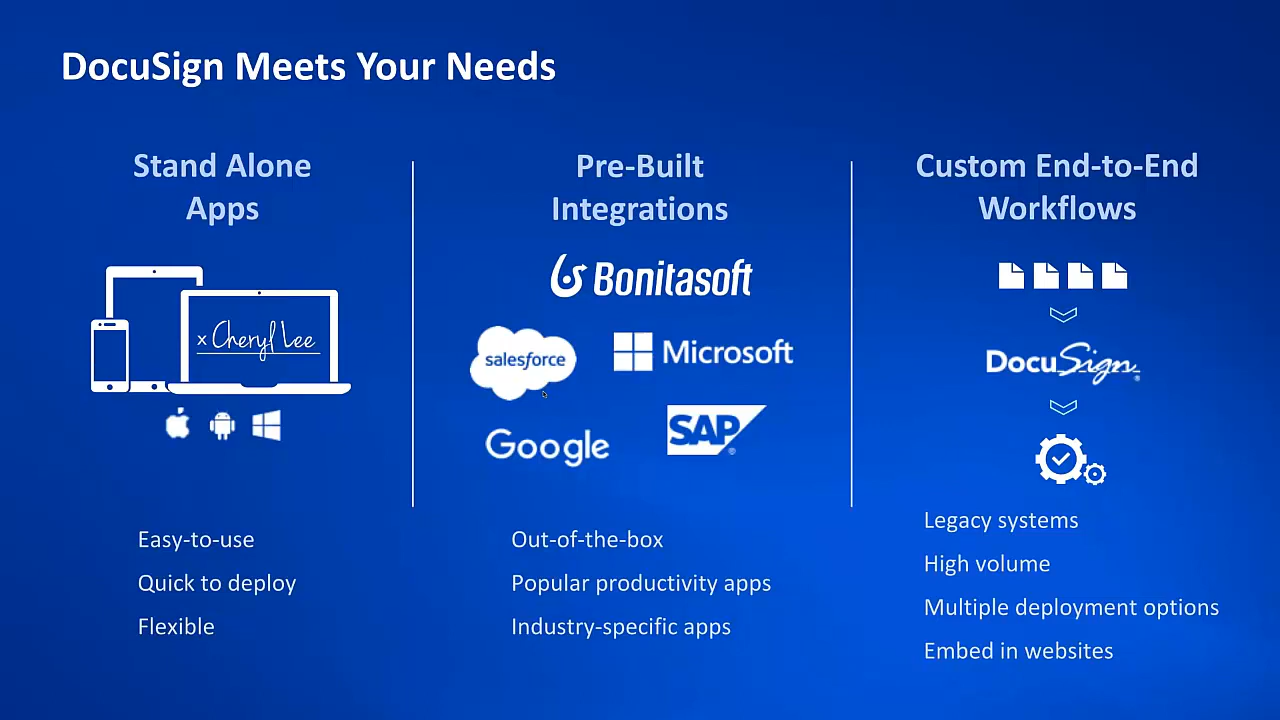 DocuSign Meets Your Needs
Stand Alone
Apps
x Cheryl Lee
Easy-to-use
Quick to deploy
Flexible
Pre-Built
Integrations
Bonitasoft
salesforce
Microsoft
Google
SAP
Out-of-the-box
Popular productivity apps
Industry-specific apps
Custom End-to-End
Workflows
DocuSign
Legacy systems
High volume
Multiple deployment options
Embed in websites